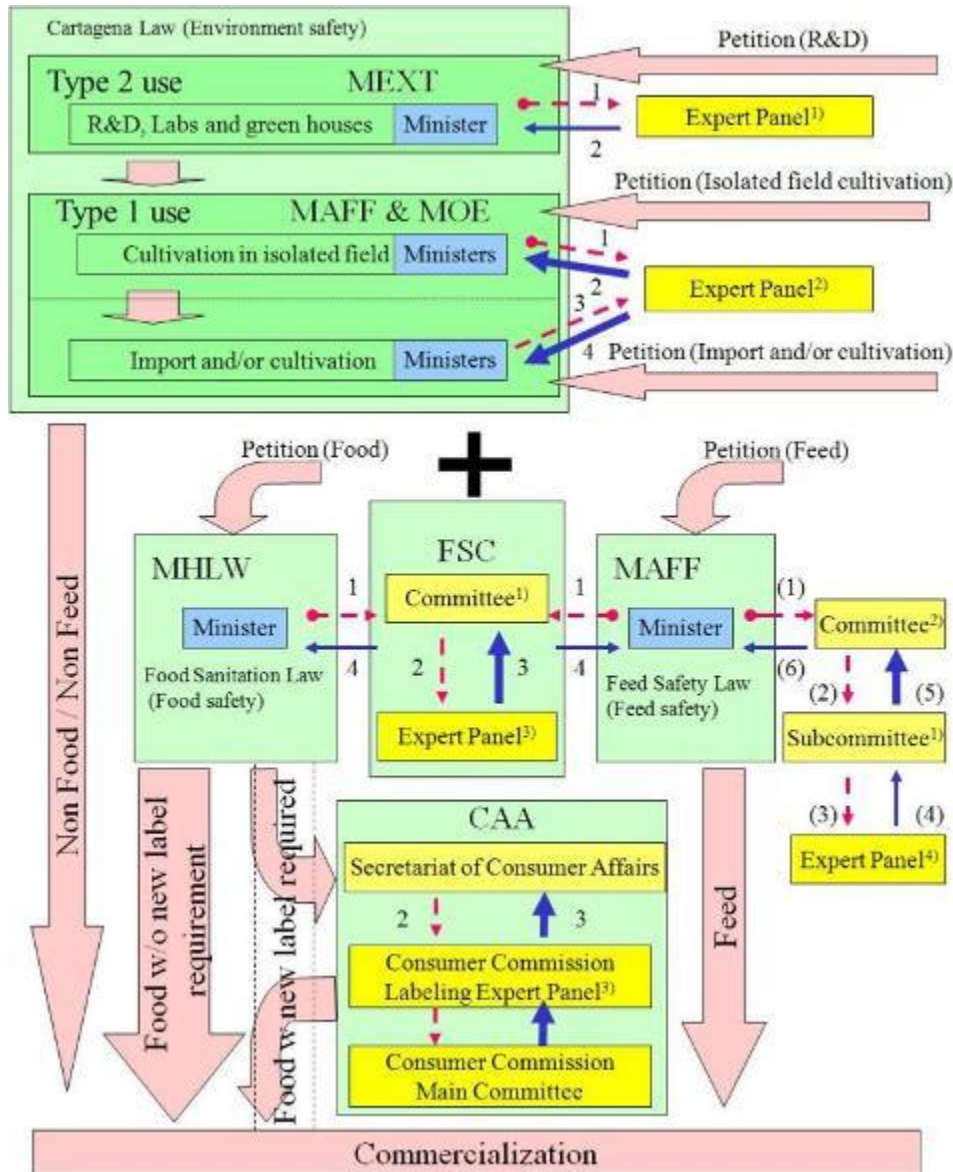 Cartagena Law (Environment safety)
Petition (R&D)
Type 2 use MEXT
1
R&D, Labs and green houses Minister
Expert Panel1)
2
Petition (Isolated field cultivation)
Type 1 use MAFF & MOE
1
Cultivation in isolated field Ministers
2
Expert Panel2)
3
Import and/or cultivation Ministers
4
Petition (Import and/or cultivation)
Petition (Food)
Petition (Feed)
MHLW
FSC
MAFF
1
Committee1)
1
(1)
Minister
Minister
Committee2)
4
2
3
4
(6)
Food Sanitation Law
(Food safety)
Feed Safety Law
(Feed safety)
(2)
(5)
Expert Panel3)
Subcommittee1)
(3)
(4)
Expert Panel4)
Non Food / Non Feed
Food w/o new label
requirement
Food w new label required
CAA
Secretariat of Consumer Affairs
2
3
Consumer Commission
Labeling Expert Panel3)
Consumer Commission
Main Committee
Feed
Commercialization